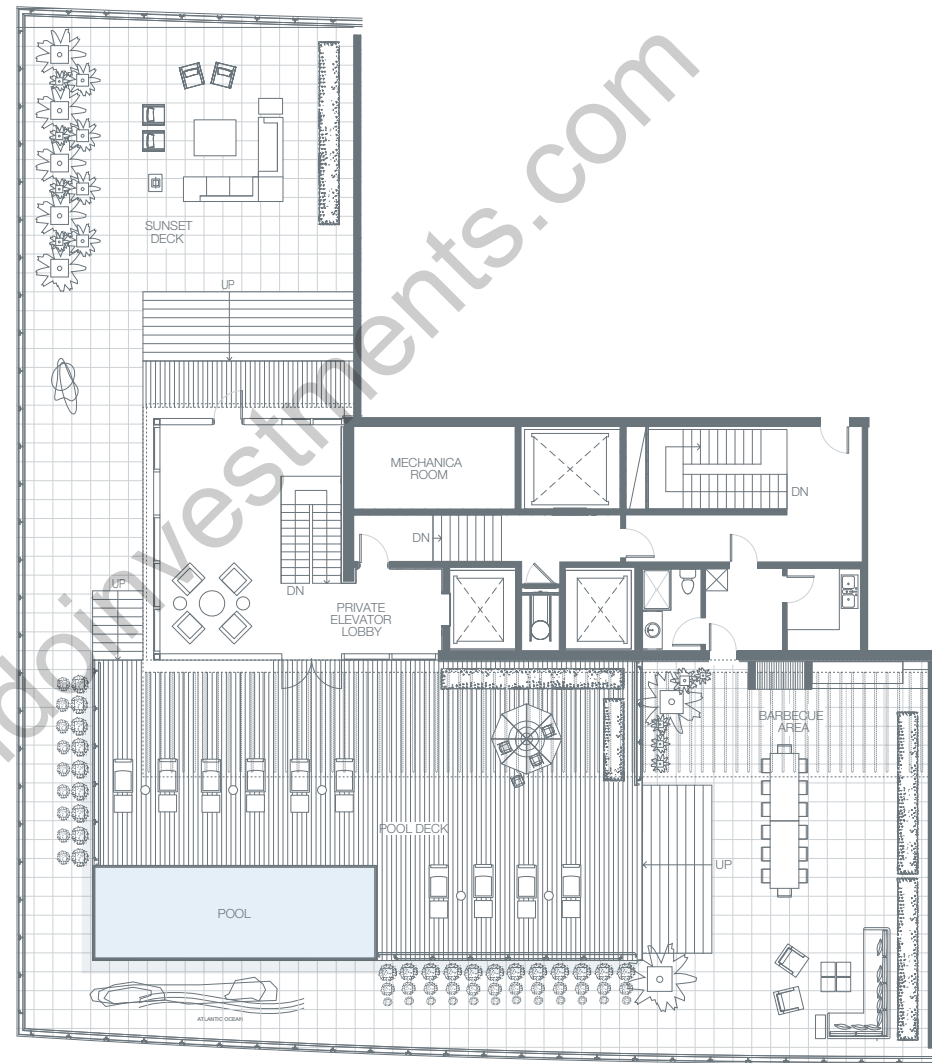 SUNSET
DECK
UP
MECHANICA
ROOM
DN
DN
UP
DN
PRIVATE
ELEVATOR
LOBBY
BARBECUE
AREA
POOL DECK
UP
POOL
ATLANTIC OCEAN
doinvestments.com